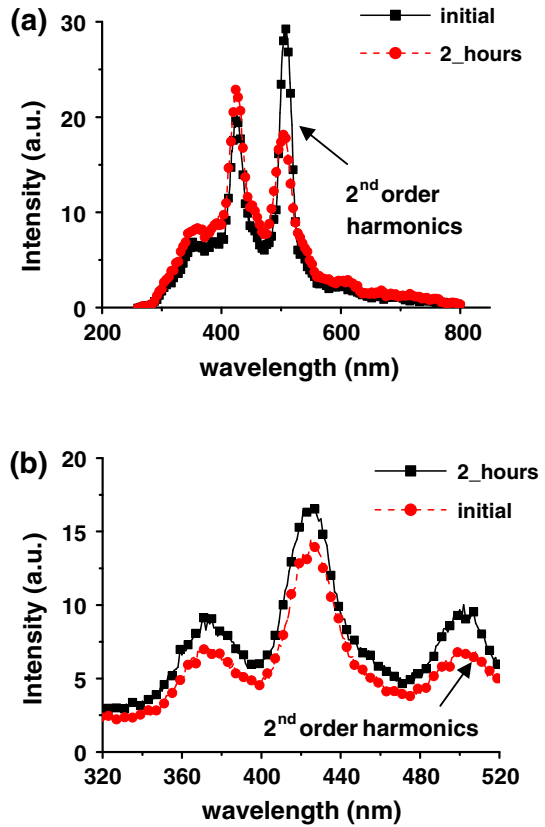 (a)
initial
2_hours
Intensity (a.u.)
30
20
10
0
2nd order
harmonics
200
400
600
800
wavelength (nm)
(b)
2_hours
initial
Intensity (a.u.)
20
15
10
5
0
2nd order harmonics
320
360
400
440
480
520
wavelength (nm)